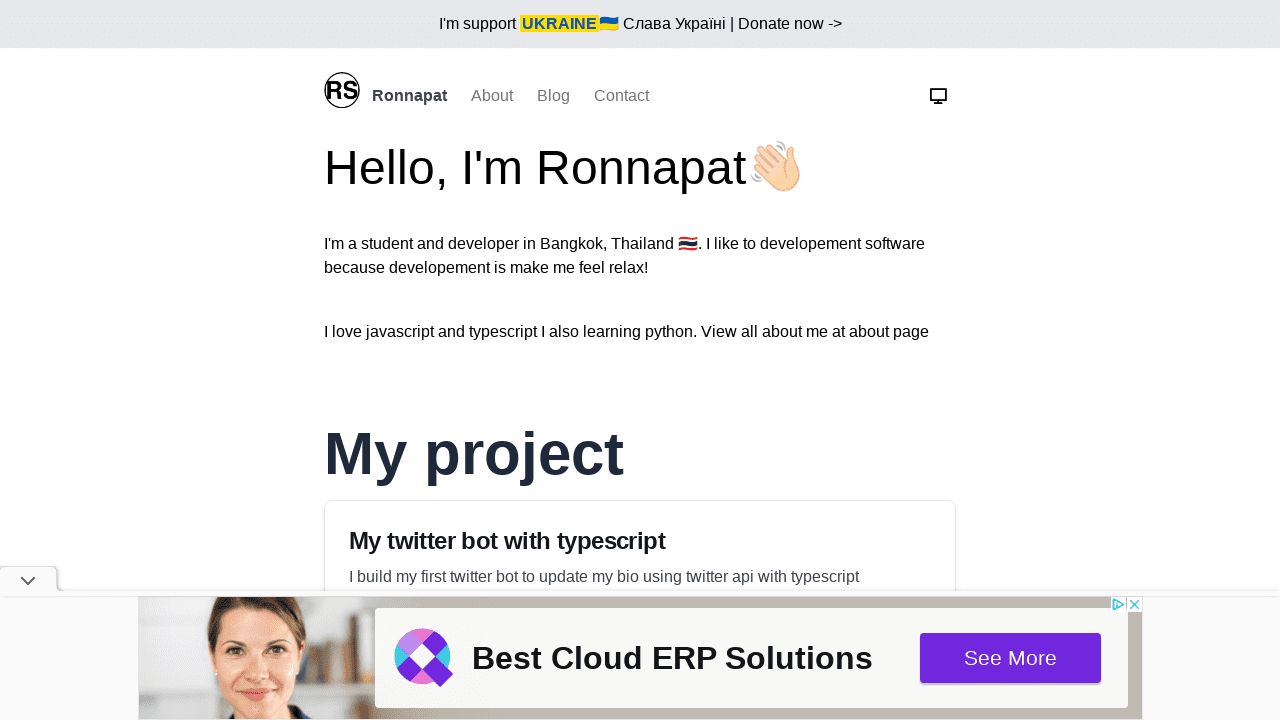 I'm support UKRAINE🇺🇦 Слава Україні | Donate now ->
RS Ronnapat About Blog Contact
Hello, I'm Ronnapat👋🏻
I'm a student and developer in Bangkok, Thailand 🇹🇭. I like to developement software
because developement is make me feel relax!
I love javascript and typescript I also learning python. View all about me at about page
My project
My twitter bot with typescript
I build my first twitter bot to update my bio using twitter api with typescript
Best Cloud ERP Solutions
See More